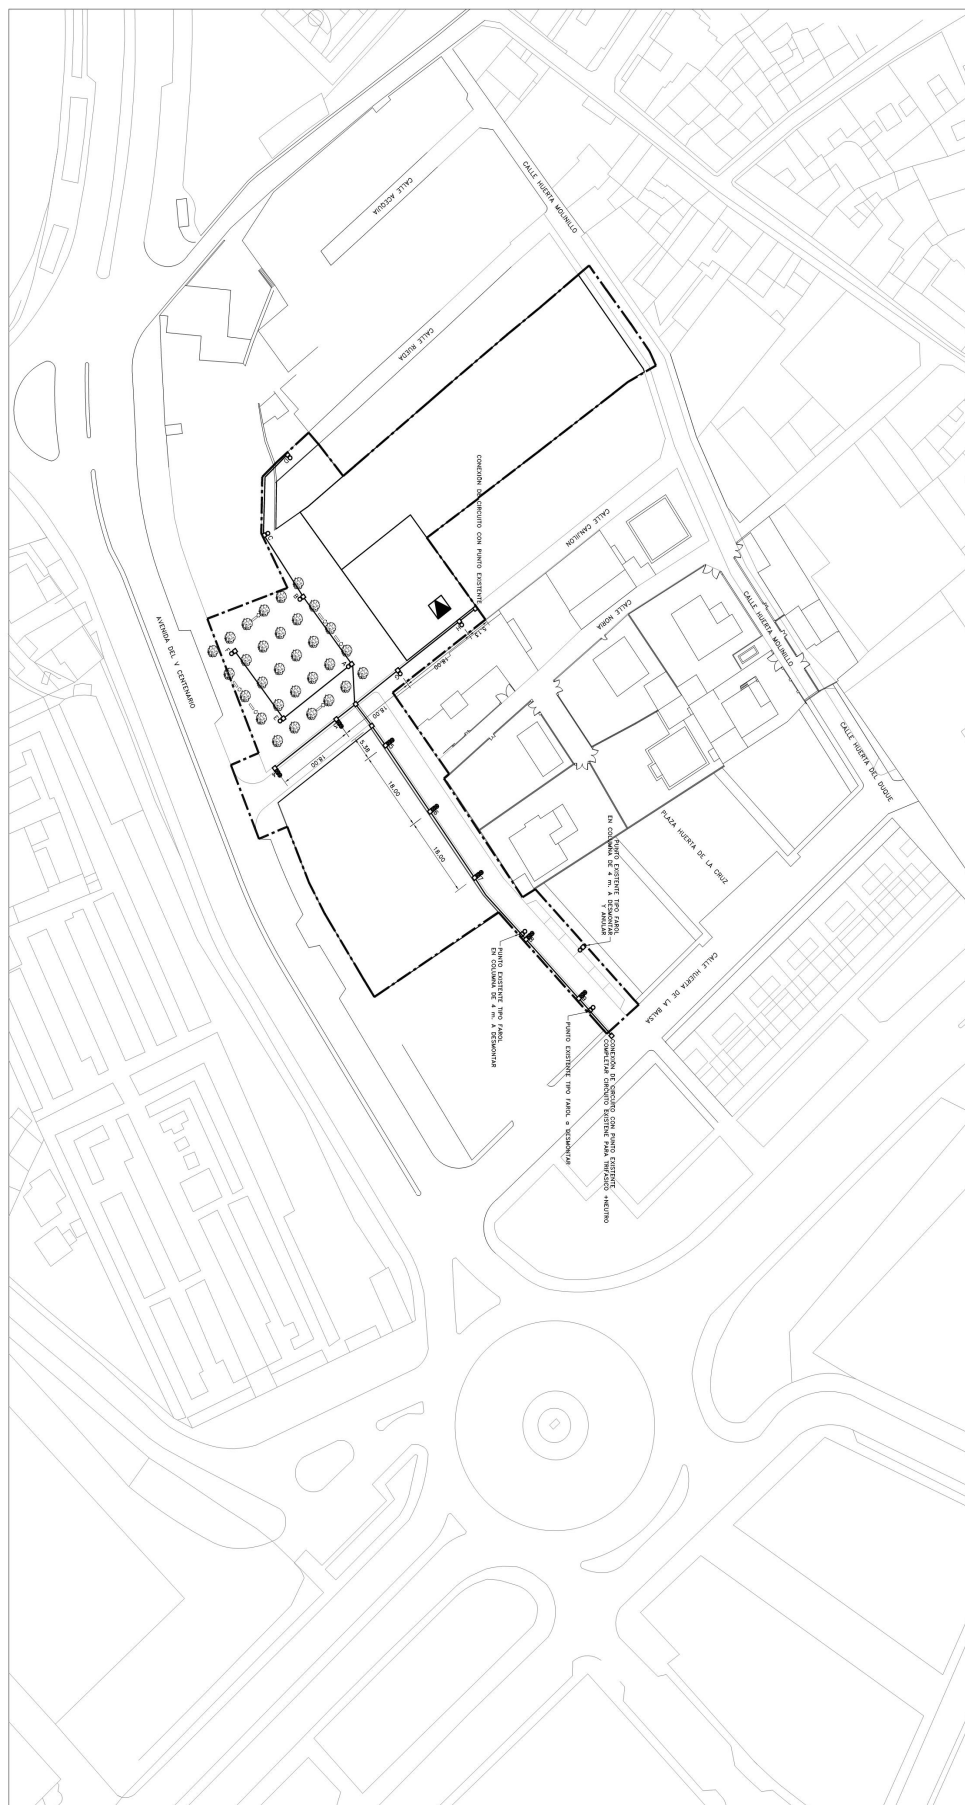 CALLE HUERTA MOLINILLO
CALLE ACEQUIA
CALLE RUEDA
CONEXIÓN DE CIRCUITO CON PUNTO EXISTENTE
CALLE CANJILON
CALLE NORIA
CALLE HUERTA MOLINILLO
CALLE HUERTA DEL DUQUE
AVENIDA DEL V CENTENARIO
PLAZA HUERTA DE LA CRUZ
18.00
18.00
18.00
5.38
18.00
18.00
PUNTO EXISTENTE TIPO FAROL
EN COLUMNA DE 4 m. A DESMONTAR
Y ANULAR
PUNTO EXISTENTE TIPO FAROL
EN COLUMNA DE 4 m. A DESMONTAR
CALLE HUERTA DE LA BALSA
PUNTO EXISTENTE TIPO FAROL a DESMONTAR
CONEXIÓN DE CIRCUITO CON PUNTO EXISTENTE
COMPLETAR CIRCUITO EXISTENE PARA TRIFASICO +NEUTRO